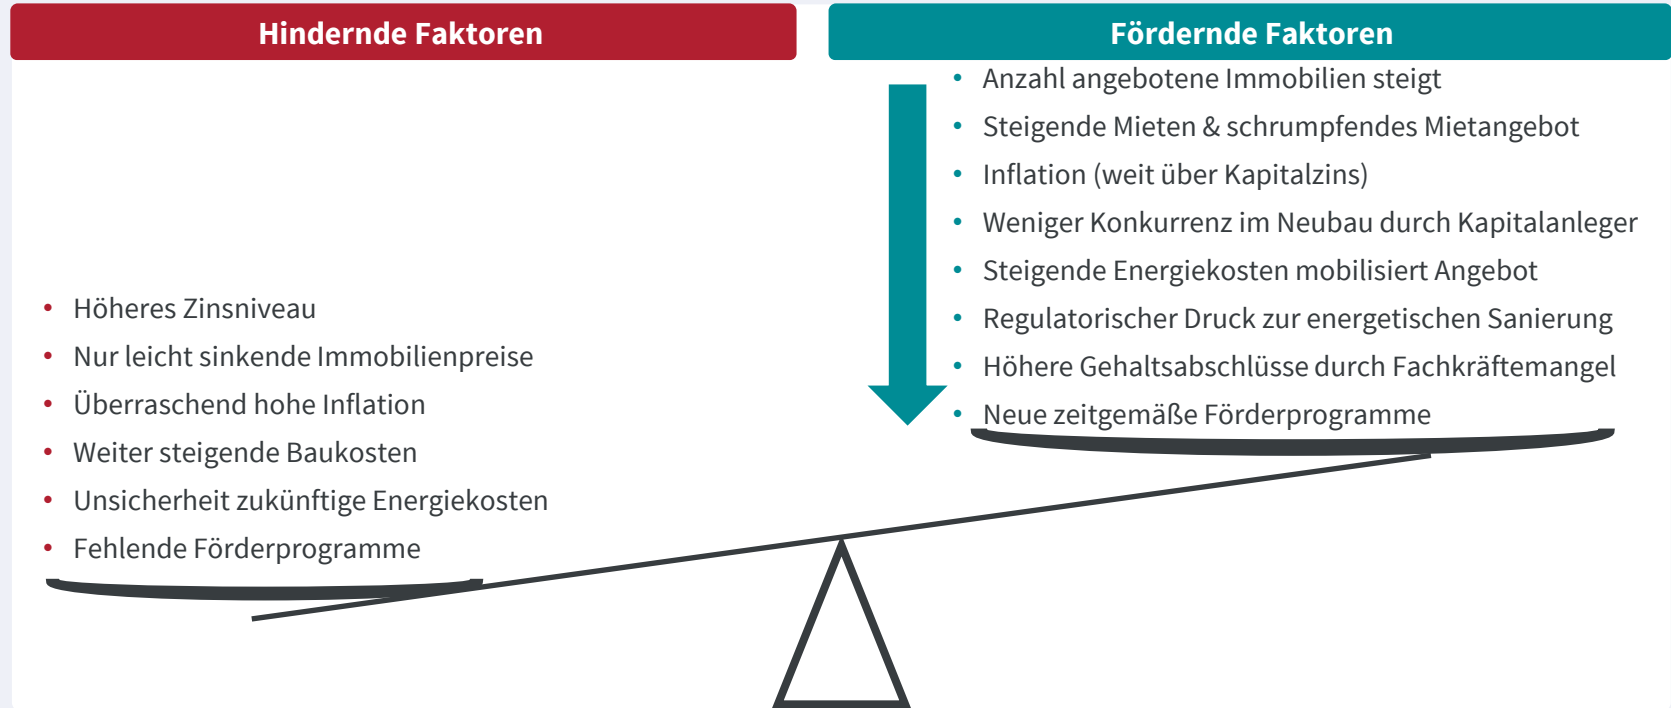 Hindernde Faktoren
• Höheres Zinsniveau
• Nur leicht sinkende Immobilienpreise
• Überraschend hohe Inflation
• Weiter steigende Baukosten
• Unsicherheit zukünftige Energiekosten
• Fehlende Förderprogramme
Fördernde Faktoren
• Anzahl angebotene Immobilien steigt
• Steigende Mieten & schrumpfendes Mietangebot
• Inflation (weit über Kapitalzins)
• Weniger Konkurrenz im Neubau durch Kapitalanleger
• Steigende Energiekosten mobilisiert Angebot
• Regulatorischer Druck zur energetischen Sanierung
• Höhere Gehaltsabschlüsse durch Fachkräftemangel
• Neue zeitgemäße Förderprogramme